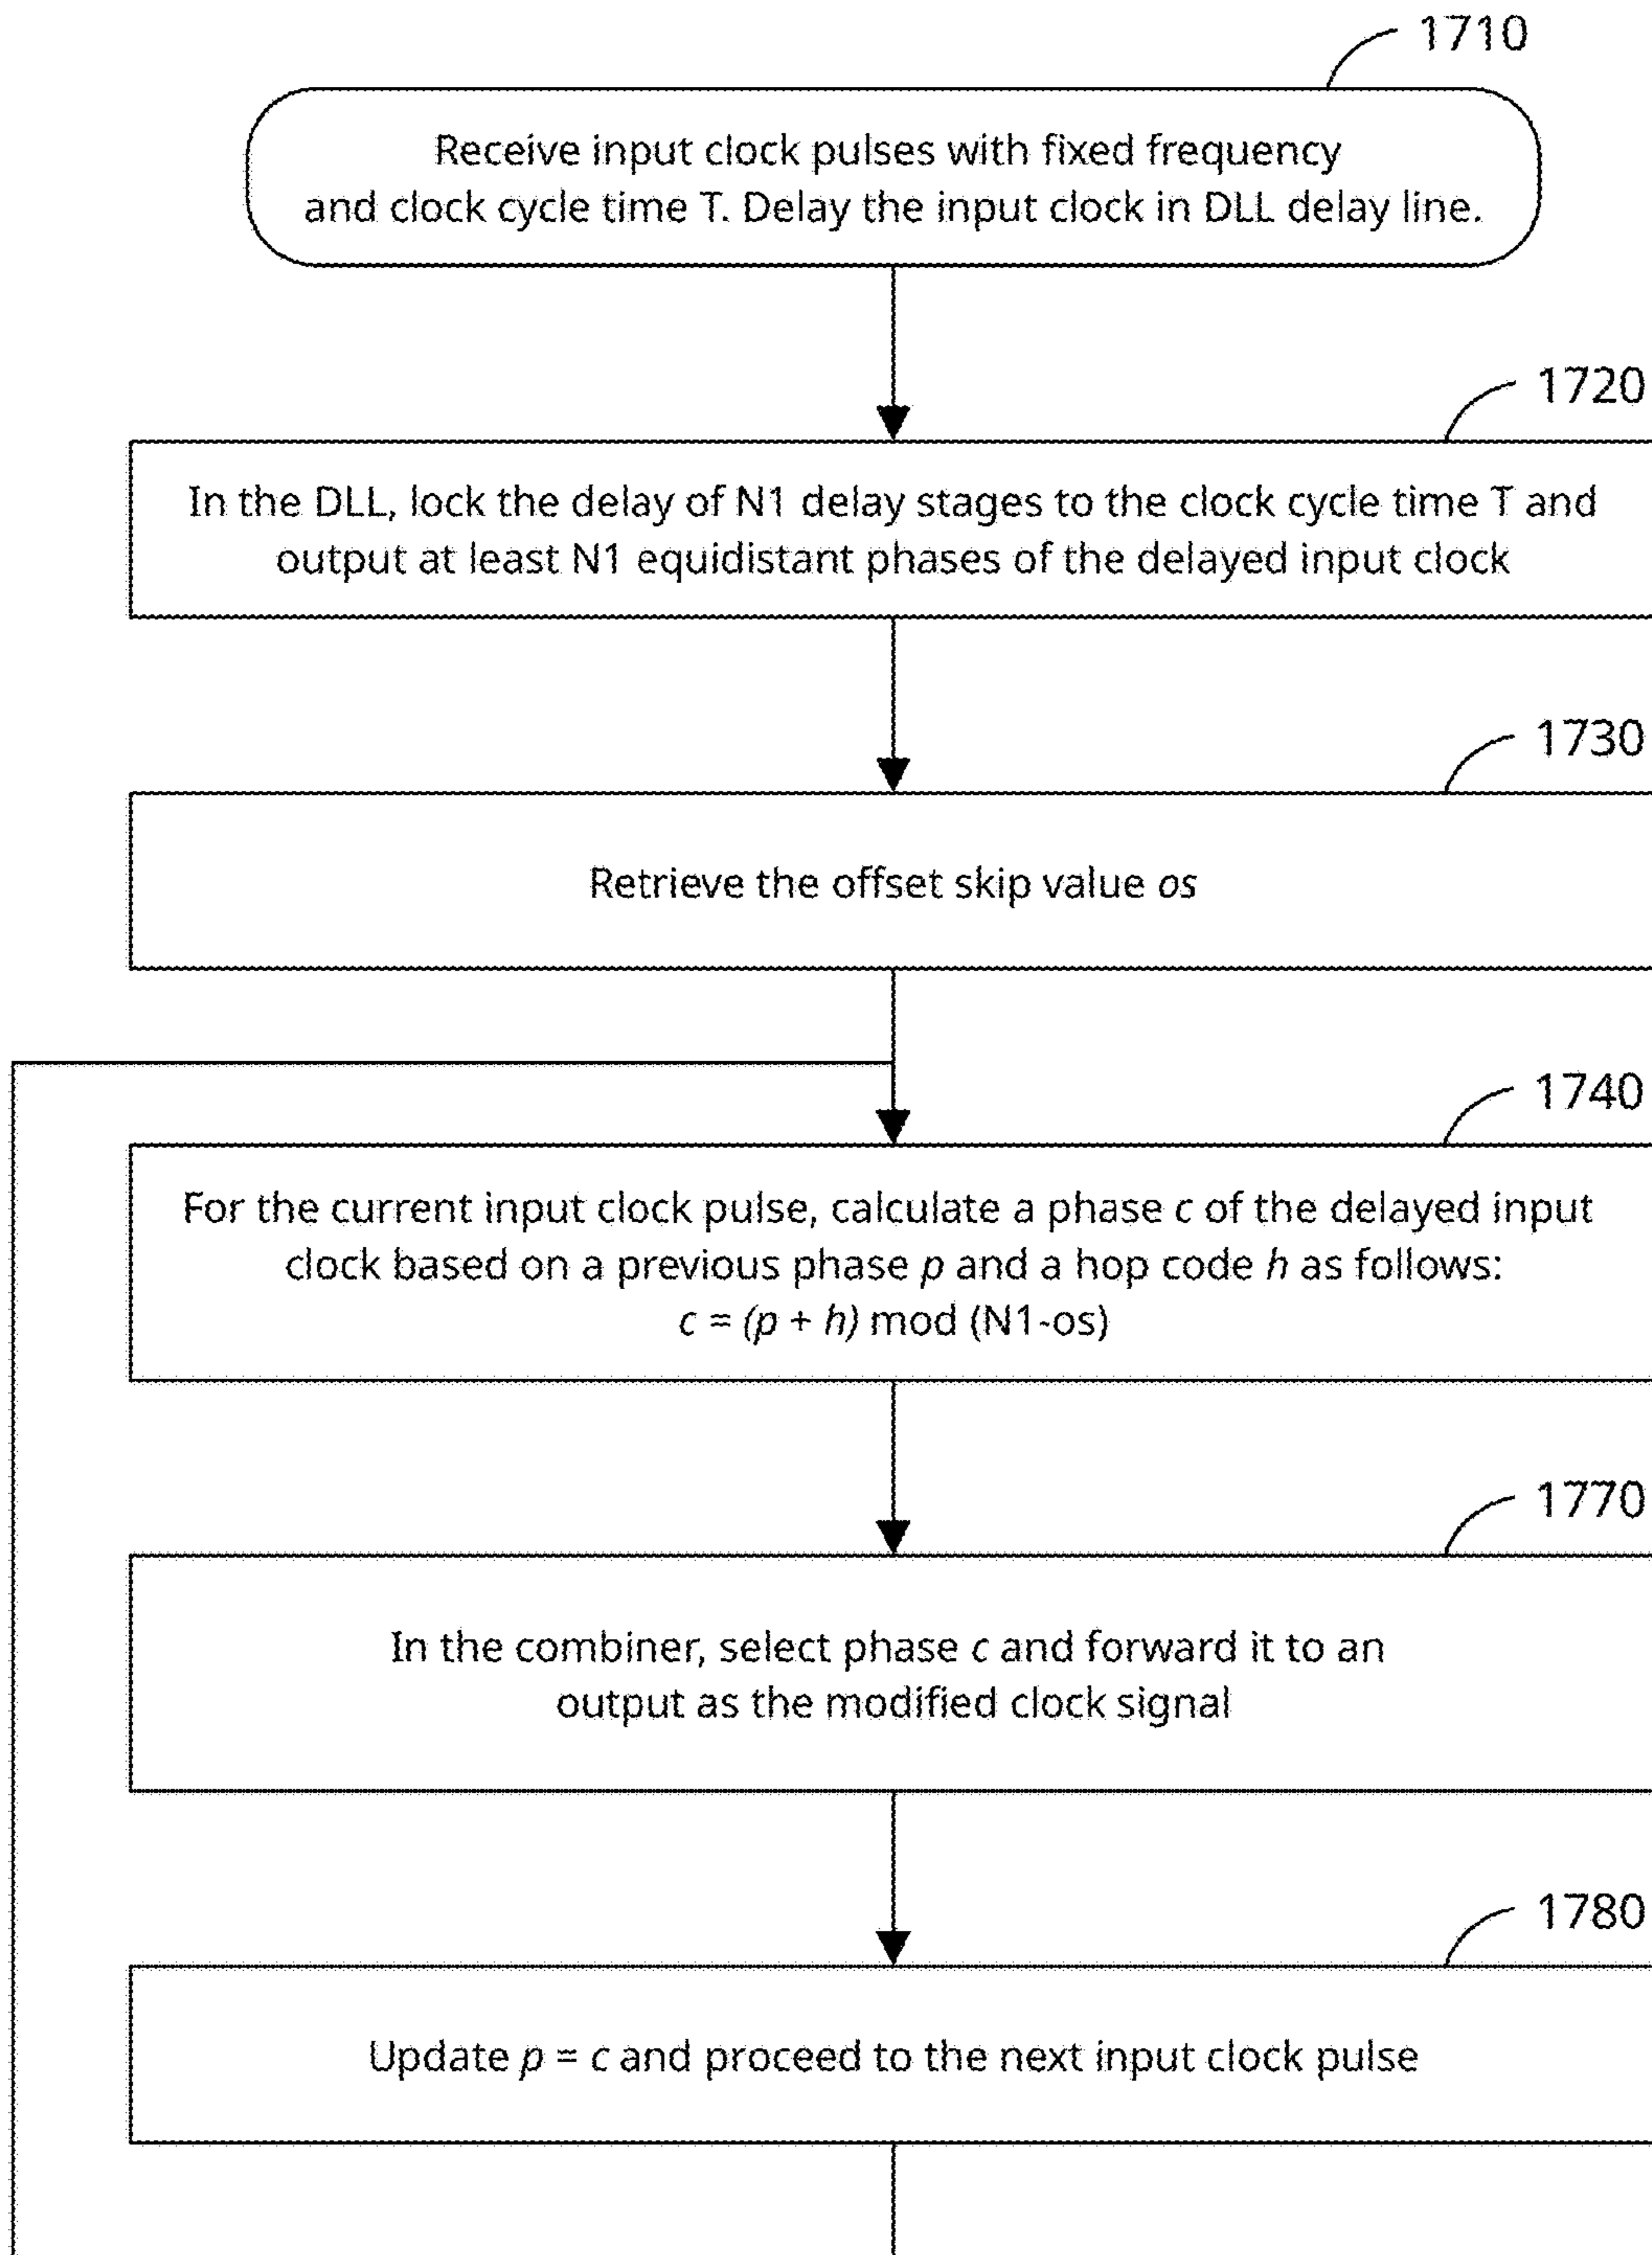 1710
Receive input clock pulses with fixed frequency
and clock cycle time T. Delay the input clock in DLL delay line.
1720
In the DLL, lock the delay of N1 delay stages to the clock cycle time T and
output at least N1 equidistant phases of the delayed input clock
1730
Retrieve the offset skip value os
1740
For the current input clock pulse, calculate a phase c of the delayed input
clock based on a previous phase p and a hop code h as follows:
c = (p + h) mod (N1-os)
1770
In the combiner, select phase c and forward it to an
output as the modified clock signal
1780
Update p = c and proceed to the next input clock pulse